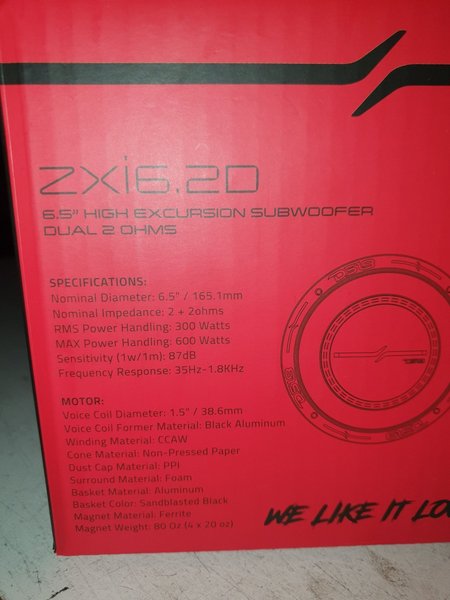 ZXi6.2D
6.5" HIGH EXCURSION SUBWOOFER
DUAL 2 OHMS
SPECIFICATIONS:
Nominal Diameter: 6.5" / 165.1mm
Nominal Impedance: 2 + 2ohms
RMS Power Handling: 300 Watts
MAX Power Handling: 600 Watts
Sensitivity (1w/1m): 87dB
Frequency Response: 35Hz-1.8KHz
MOTOR:
Voice Coil Diameter: 1.5" / 38.6mm
Voice Coil Former Material: Black Aluminum
Winding Material: CCAW
Cone Material: Non-Pressed Paper
Dust Cap Material: PPI
Surround Material: Foam
Basket Material: Aluminum
Basket Color: Sandblasted Black
Magnet Material: Ferrite
Magnet Weight: 80 Oz (4 x 20 oz)
WE LIKE IT LO